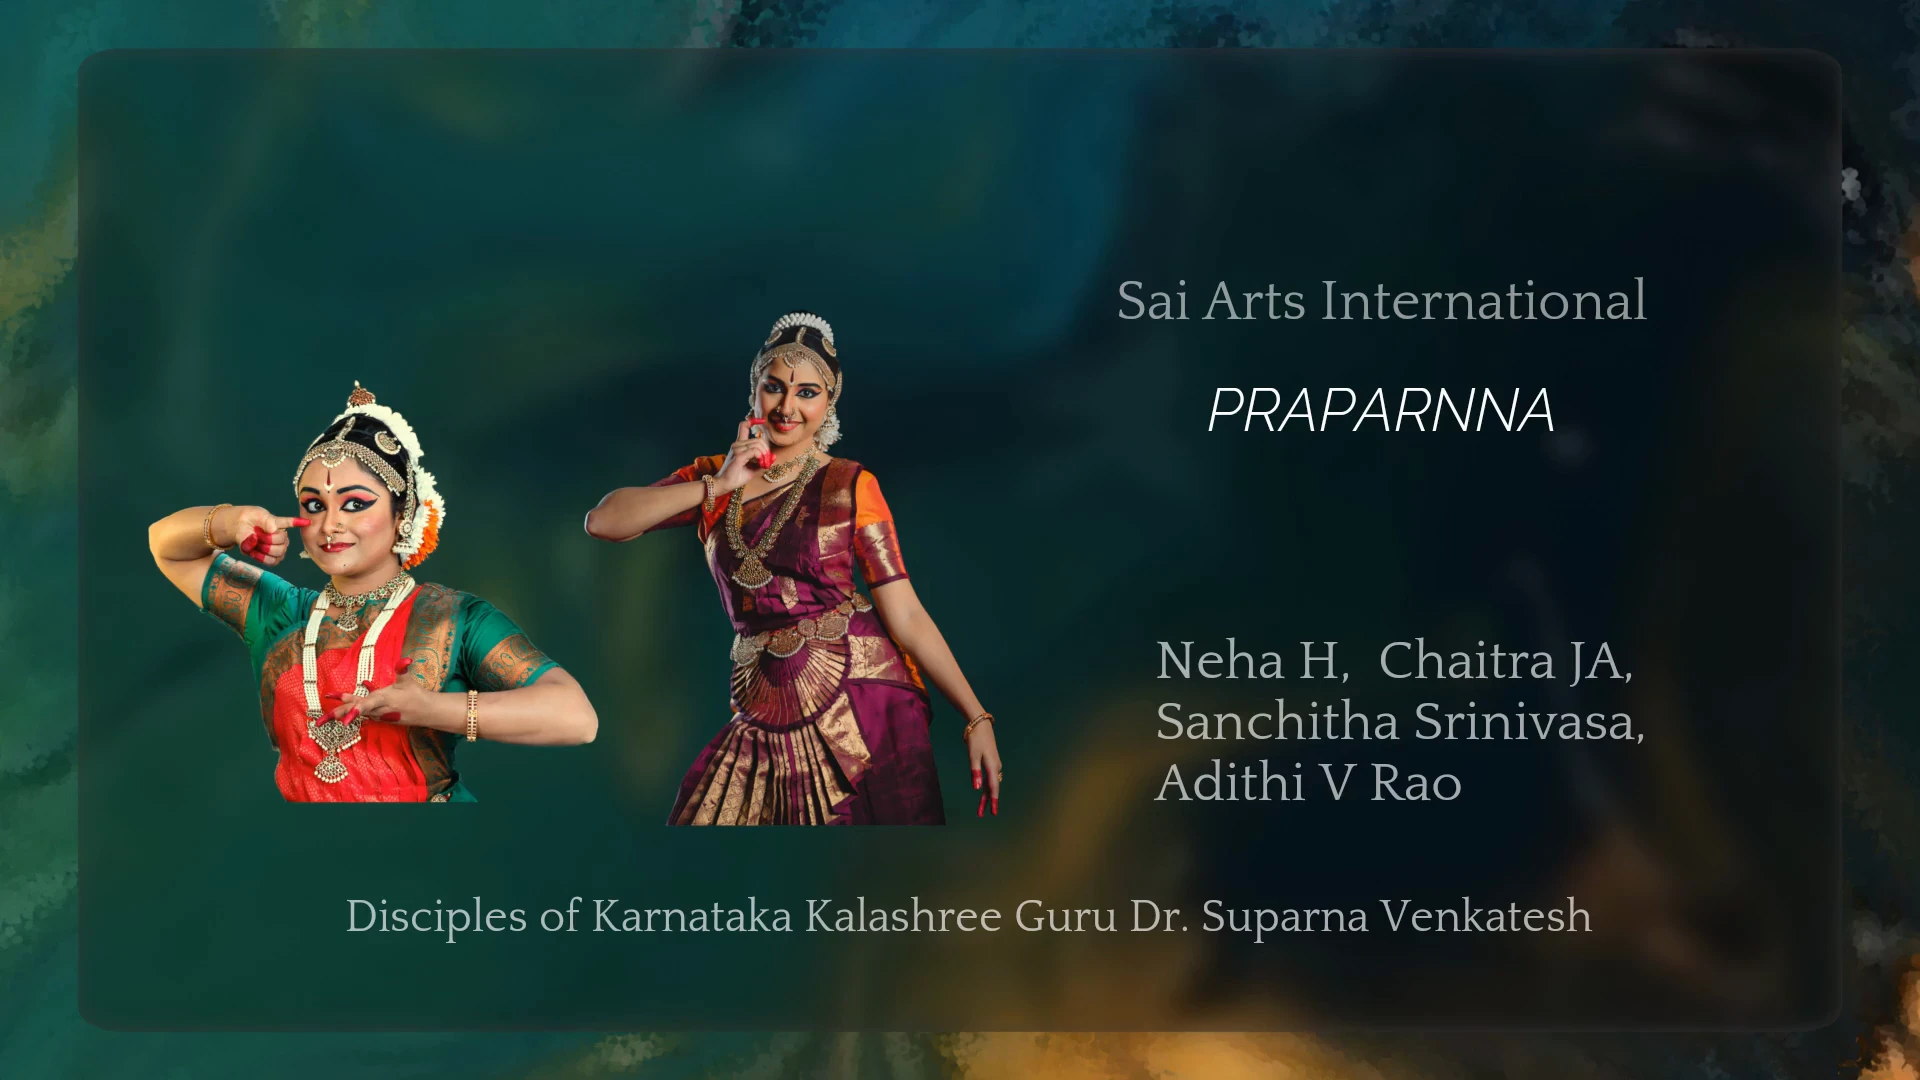 Sai Arts International
PRAPARNNA
Neha H, Chaitra JA,
Sanchitha Srinivasa,
Adithi V Rao
Disciples of Karnataka Kalashree Guru Dr. Suparna Venkatesh